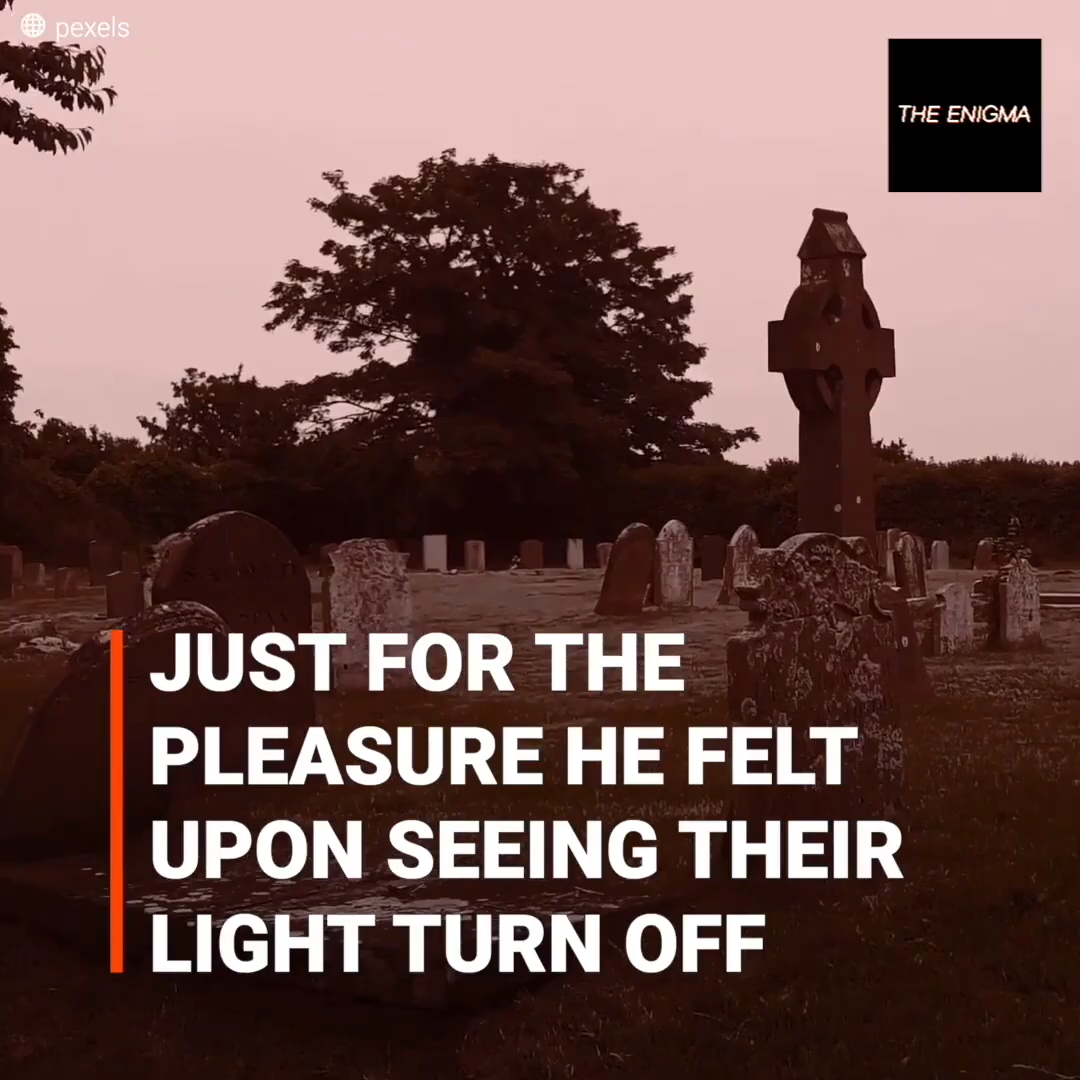 pexels
THE ENIGMA
JUST FOR THE
PLEASURE HE FELT
UPON SEEING THEIR
LIGHT TURN OFF